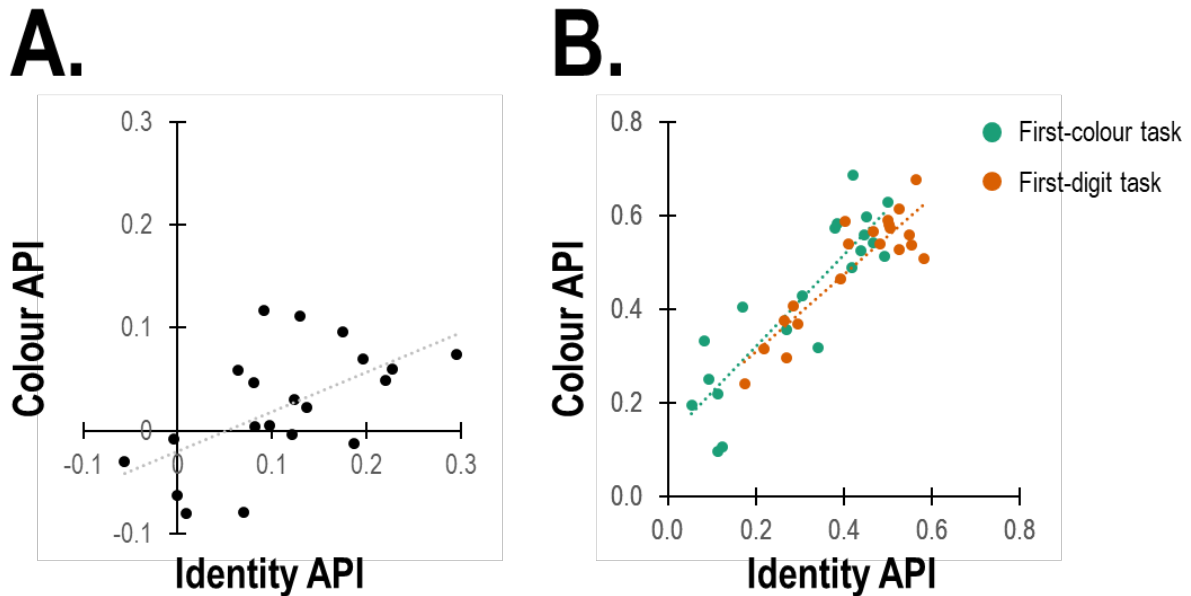 A.
0.3
0.2
0.1
0
-0.1
-0.1
0
0.1
0.2
0.3
Colour API
Identity API
B.
0.8
0.6
0.4
0.2
0.0
0.0
0.2
0.4
0.6
0.8
Colour API
Identity API
First-colour task
First-digit task